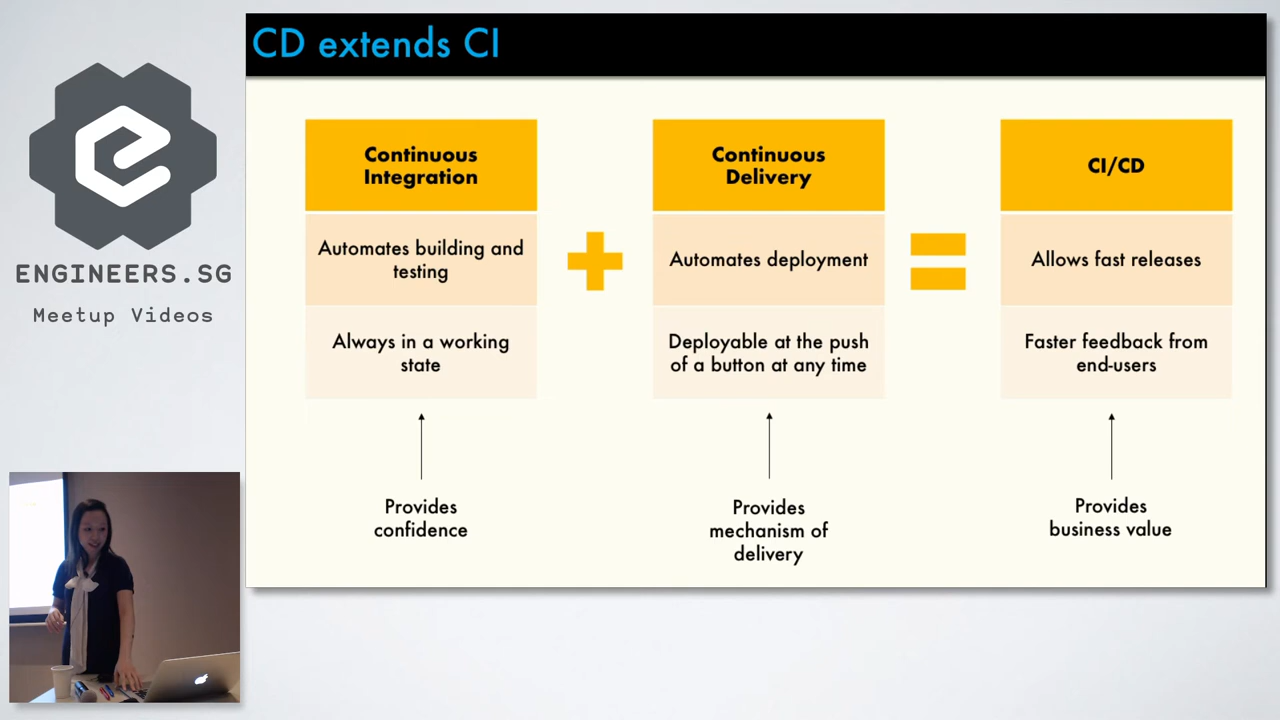 CD extends CI
ENGINEERS.SG
Meetup Videos
Continuous
Integration
Automates building and
testing
Always in a working
state
Provides
confidence
Continuous
Delivery
Automates deployment
Deployable at the push
of a button at any time
Provides
mechanism of
delivery
CI/CD
Allows fast releases
Faster feedback from
end-users
Provides
business value